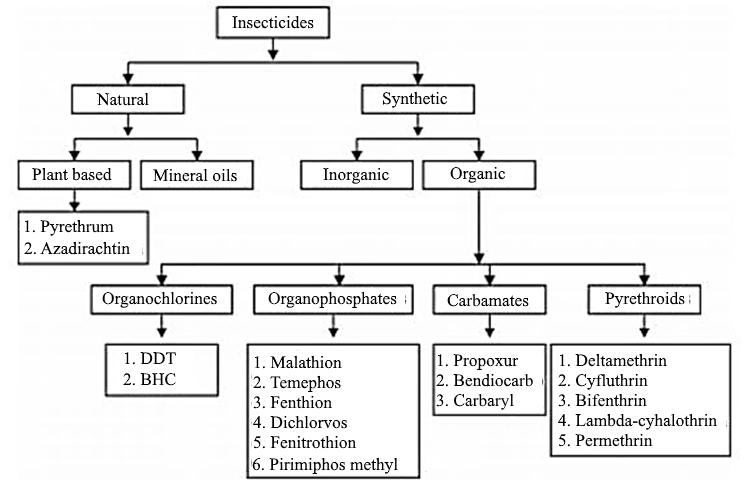 Insecticides
Natural
Synthetic
Plant based
Mineral oils
Inorganic
Organic
1. Pyrethrum
2. Azadirachtin
Organochlorines
Organophosphates
Carbamates
Pyrethroids
1. DDT
2. BHC
1. Malathion
2. Temephos
3. Fenthion
4. Dichlorvos
5. Fenitrothion
6. Pirimiphos methyl
1. Propoxur
2. Bendiocarb
3. Carbaryl
1. Deltamethrin
2. Cyfluthrin
3. Bifenthrin
4. Lambda-cyhalothrin
5. Permethrin